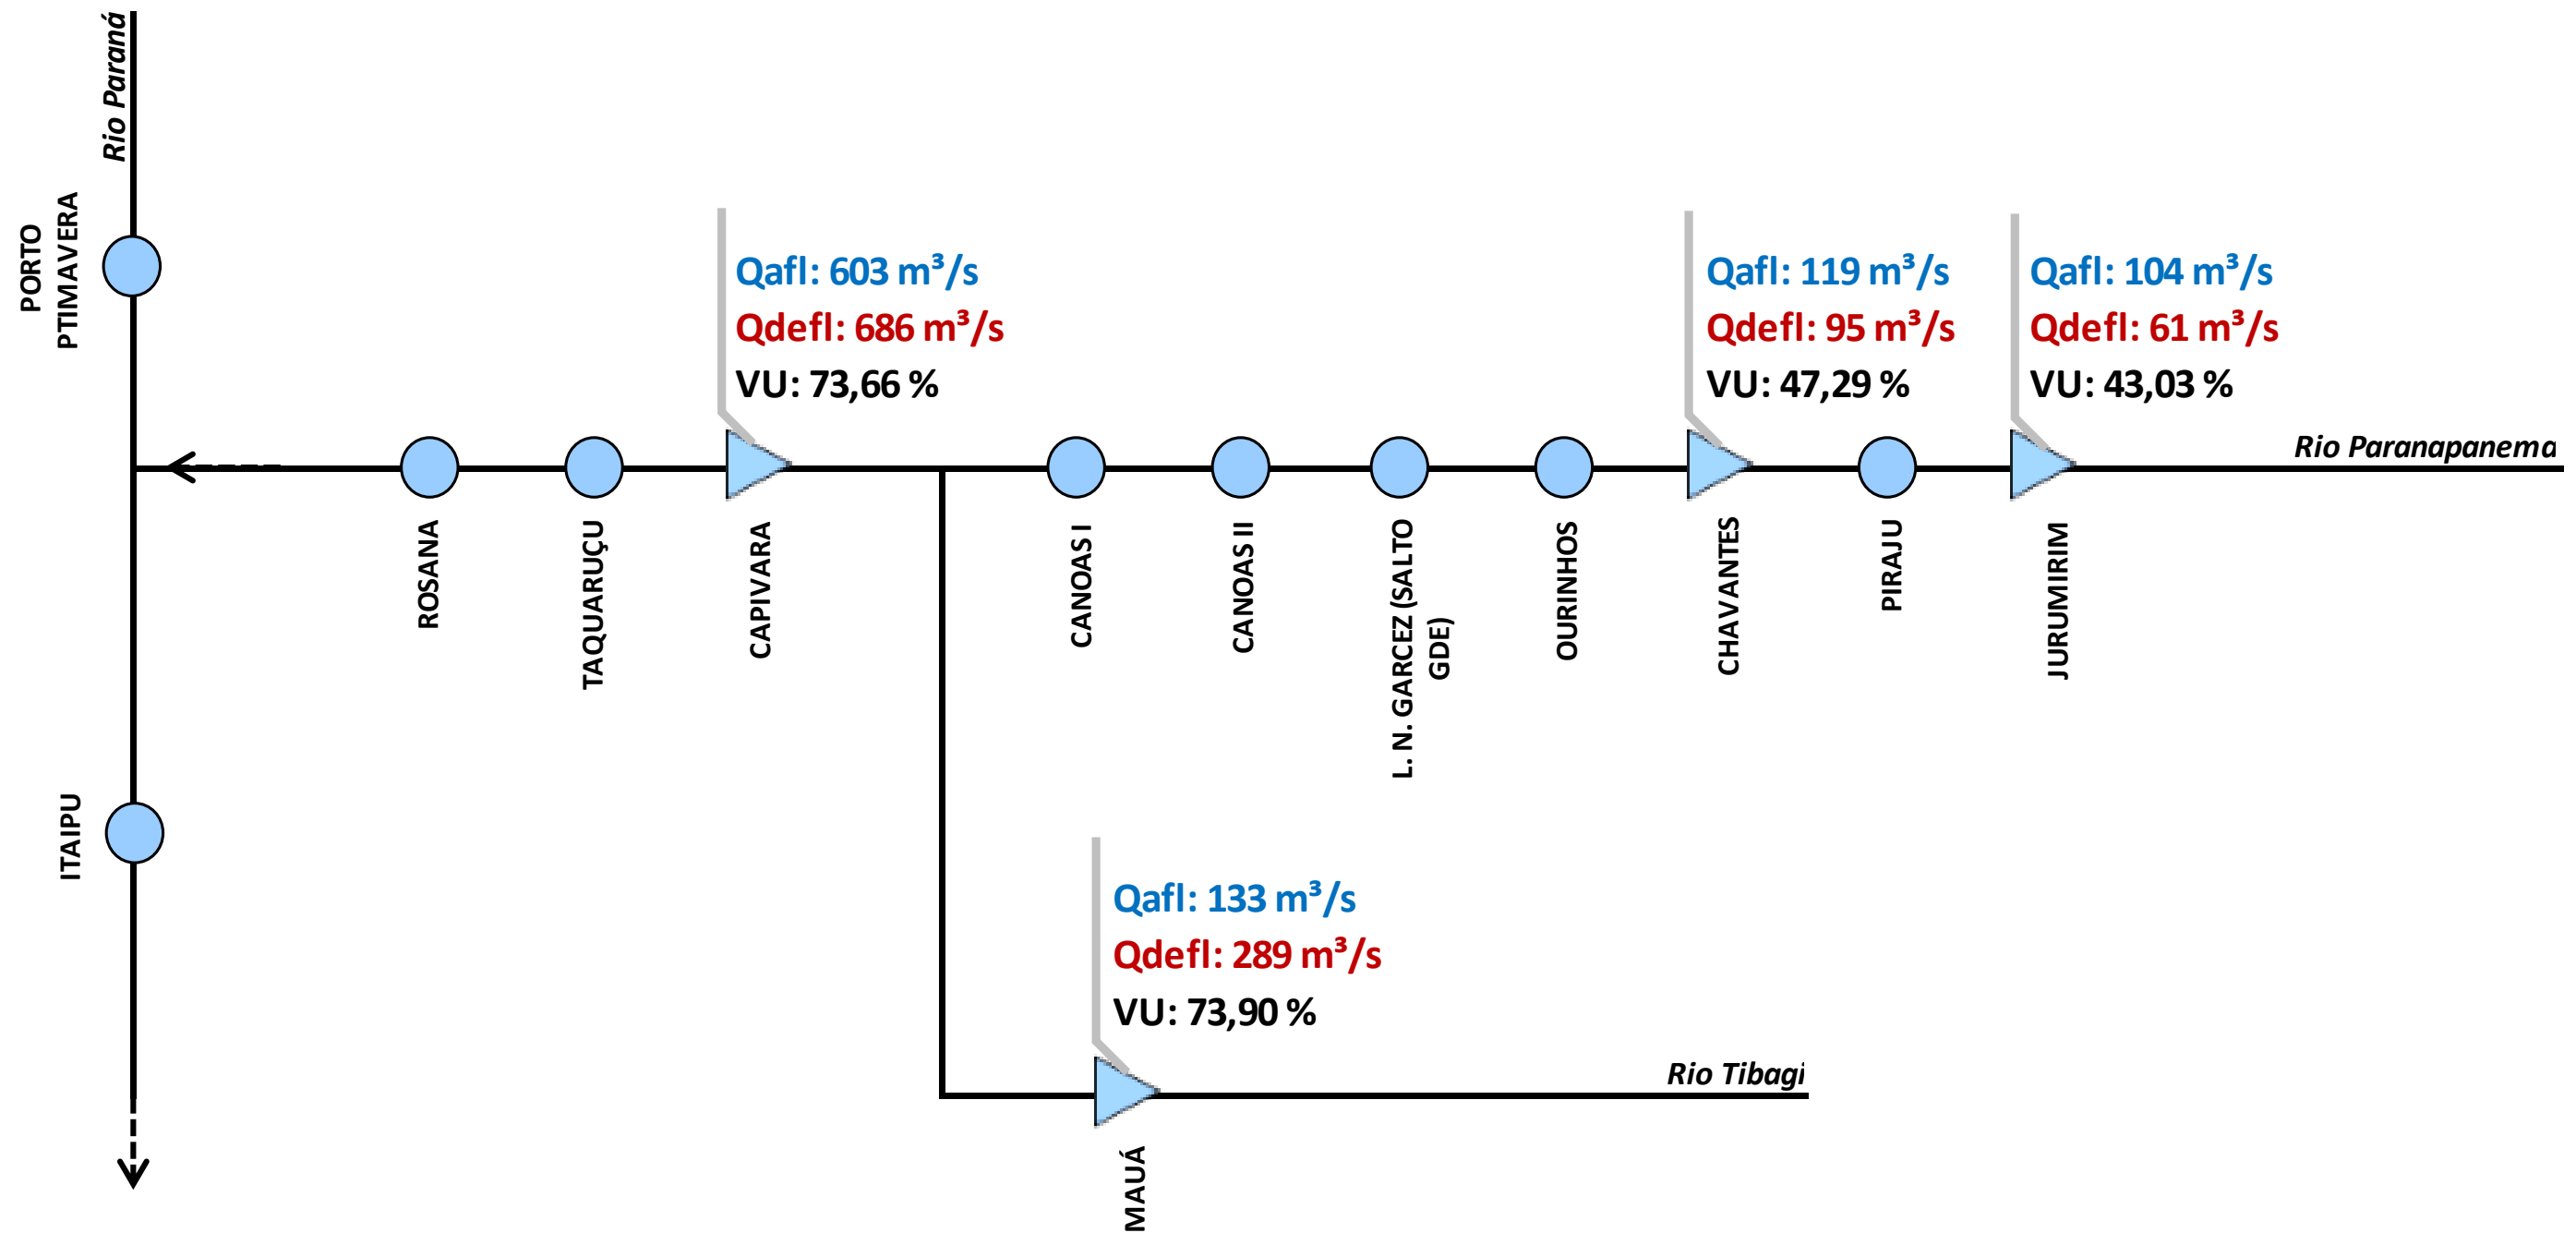 Rio Paraná
PORTO
PTIMAVERA
Qafl: 603 m³/s
Qdefl: 686 m³/s
VU: 73,66 %
Qafl: 119 m³/s
Qdefl: 95 m³/s
VU: 47,29 %
Qafl: 104 m³/s
Qdefl: 61 m³/s
VU: 43,03 %
Rio Paranapanema
ROSANA
TAQUARUÇU
CAPIVARA
CANOAS I
CANOAS II
L. N. GARCEZ (SALTO
GDE)
OURINHOS
CHAVANTES
PIRAJU
JURUMIRIM
ITAIPU
Qafl: 133 m³/s
Qdefl: 289 m³/s
VU: 73,90 %
Rio Tibagi
MAUÁ